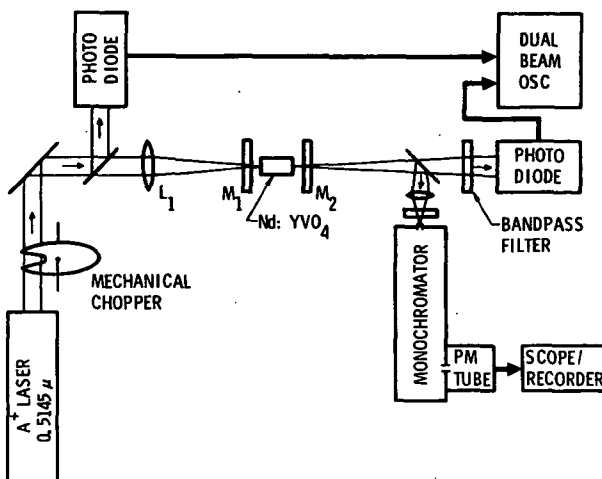 PHOTO
DIODE
DUAL
BEAM
OSC
L1
M1
M2
Nd: YVO4
PHOTO
DIODE
BANDPASS
FILTER
MECHANICAL
CHOPPER
MONOCHROMATOR
PM
TUBE
SCOPE/
RECORDER
A+ LASER
0.5145 μ